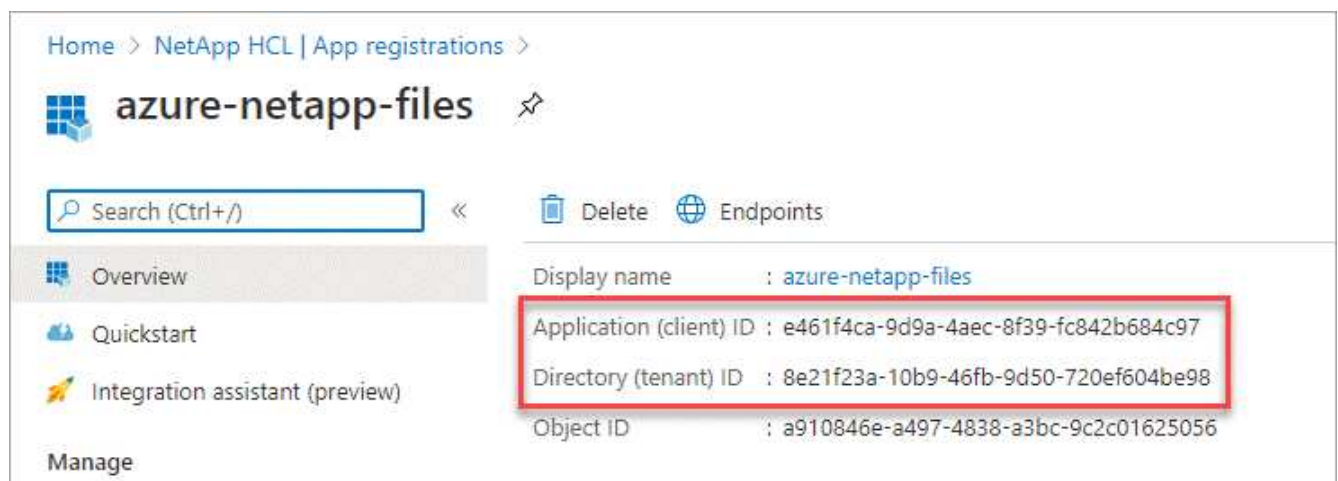 Home > NetApp HCL | App registrations >
azure-netapp-files
Search (Ctrl+/)
«
Delete
Endpoints
Overview
Quickstart
Integration assistant (preview)
Manage
Display name : azure-netapp-files
Application (client) ID : e461f4ca-9d9a-4aec-8f39-fc842b684c97
Directory (tenant) ID : 8e21f23a-10b9-46fb-9d50-720ef604be98
Object ID : a910846e-a497-4838-a3bc-9c2c01625056